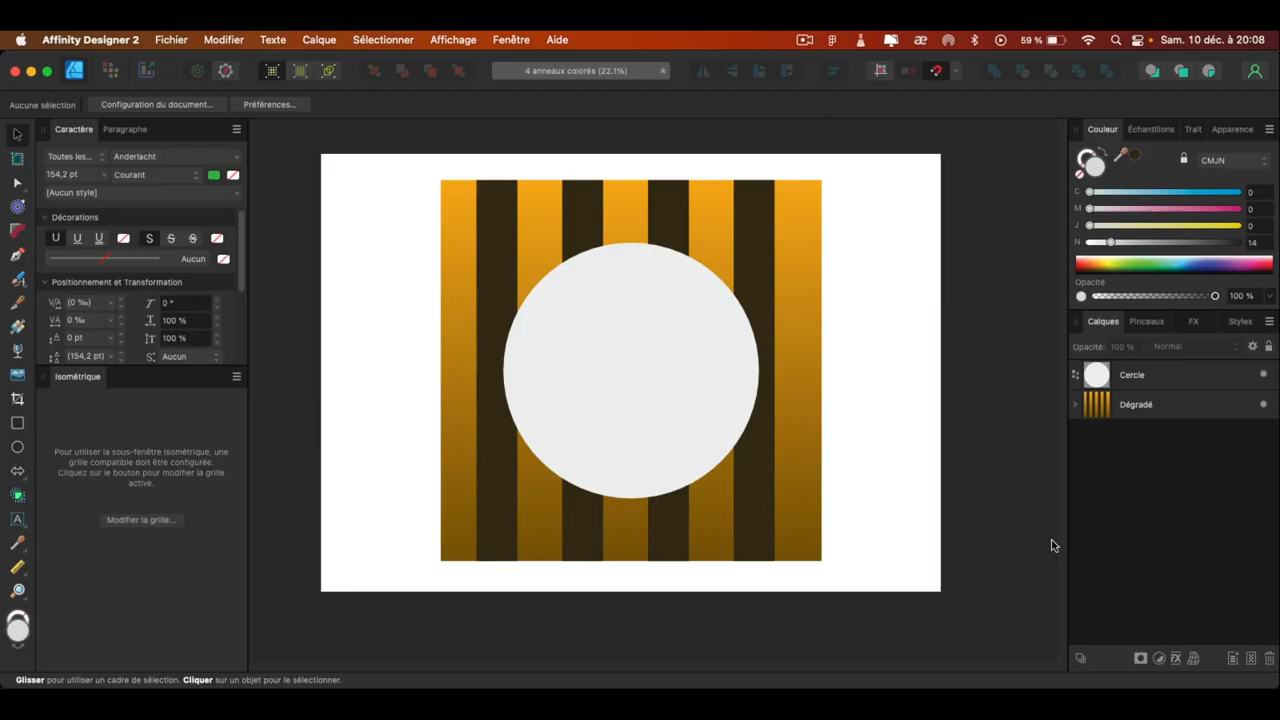 Affinity Designer 2 Fichier Modifier Texte Calque Sélectionner Affichage Fenêtre Aide 59 % Sam. 10 déc. à 20:08
4 anneaux colorés (22.1%)
Aucune sélection Configuration du document... Préférences...
Caractère Paragraphe
Toutes les... Anderlacht
154,2 pt Courant
[Aucun style]
Décorations
U U U S S S
Aucun
Positionnement et Transformation
(0 ‰) 0 °
0 ‰ 100 %
0 pt 100 %
(154,2 pt) Aucun
Isométrique
Pour utiliser la sous-fenêtre Isométrique, une
grille compatible doit être configurée.
Cliquez sur le bouton pour modifier la grille
active.
Modifier la grille...
Couleur Échantillons Trait Apparence
CMJN
C 0
M 0
J 0
N 14
Opacité
100 %
Calques Pinceaux FX Styles
Opacité: 100 % Normal
Cercle
Dégradé
Glisser pour utiliser un cadre de sélection. Cliquer sur un objet pour le sélectionner.